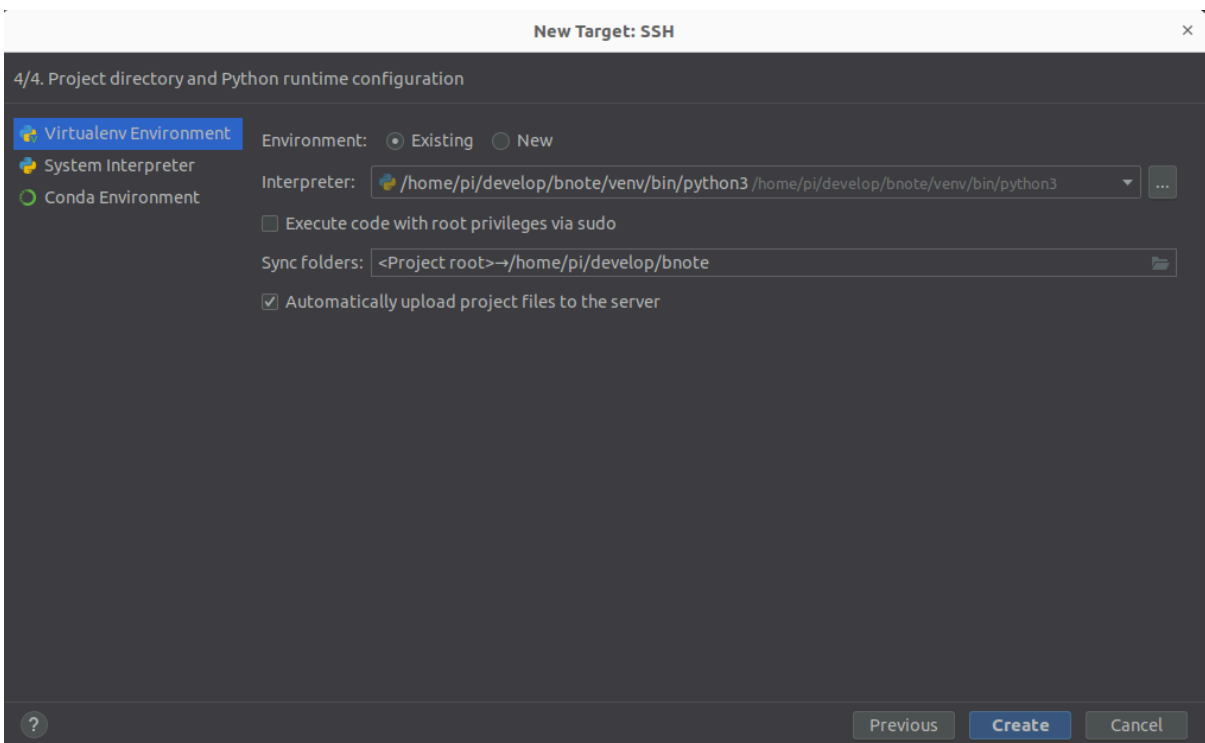 New Target: SSH ×
4/4. Project directory and Python runtime configuration
Virtualenv Environment
System Interpreter
Conda Environment
Environment: Existing New
Interpreter: /home/pi/develop/bnote/venv/bin/python3 /home/pi/develop/bnote/venv/bin/python3 ...
Execute code with root privileges via sudo
Sync folders: <Project root>→/home/pi/develop/bnote
Automatically upload project files to the server
? Previous Create Cancel